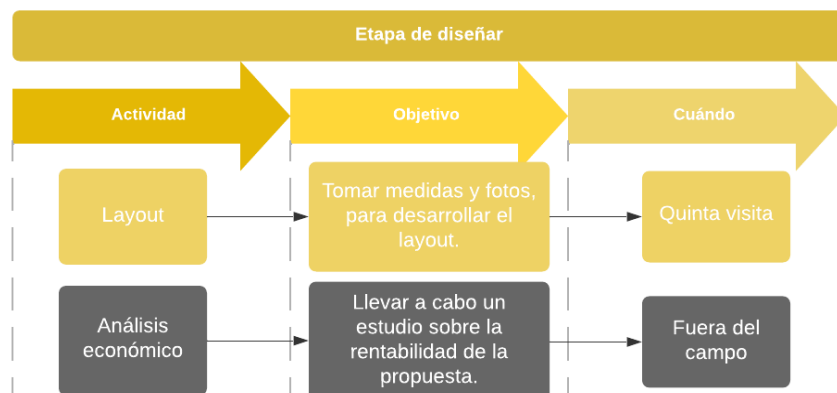 Etapa de diseñar
Actividad
Objetivo
Cuándo
Layout
Tomar medidas y fotos,
para desarrollar el
layout.
Quinta visita
Análisis
económico
Llevar a cabo un
estudio sobre la
rentabilidad de la
propuesta.
Fuera del
campo